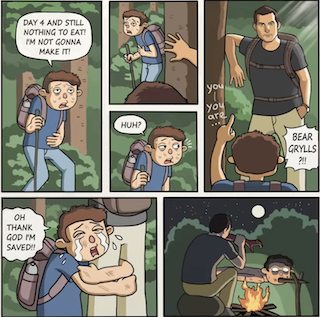 DAY 4 AND STILL
NOTHING TO EAT!
I'M NOT GONNA
MAKE IT!
HUH?
you
you
are...
BEAR
GRYLLS
?!!
OH
THANK
GOD I'M
SAVED!!